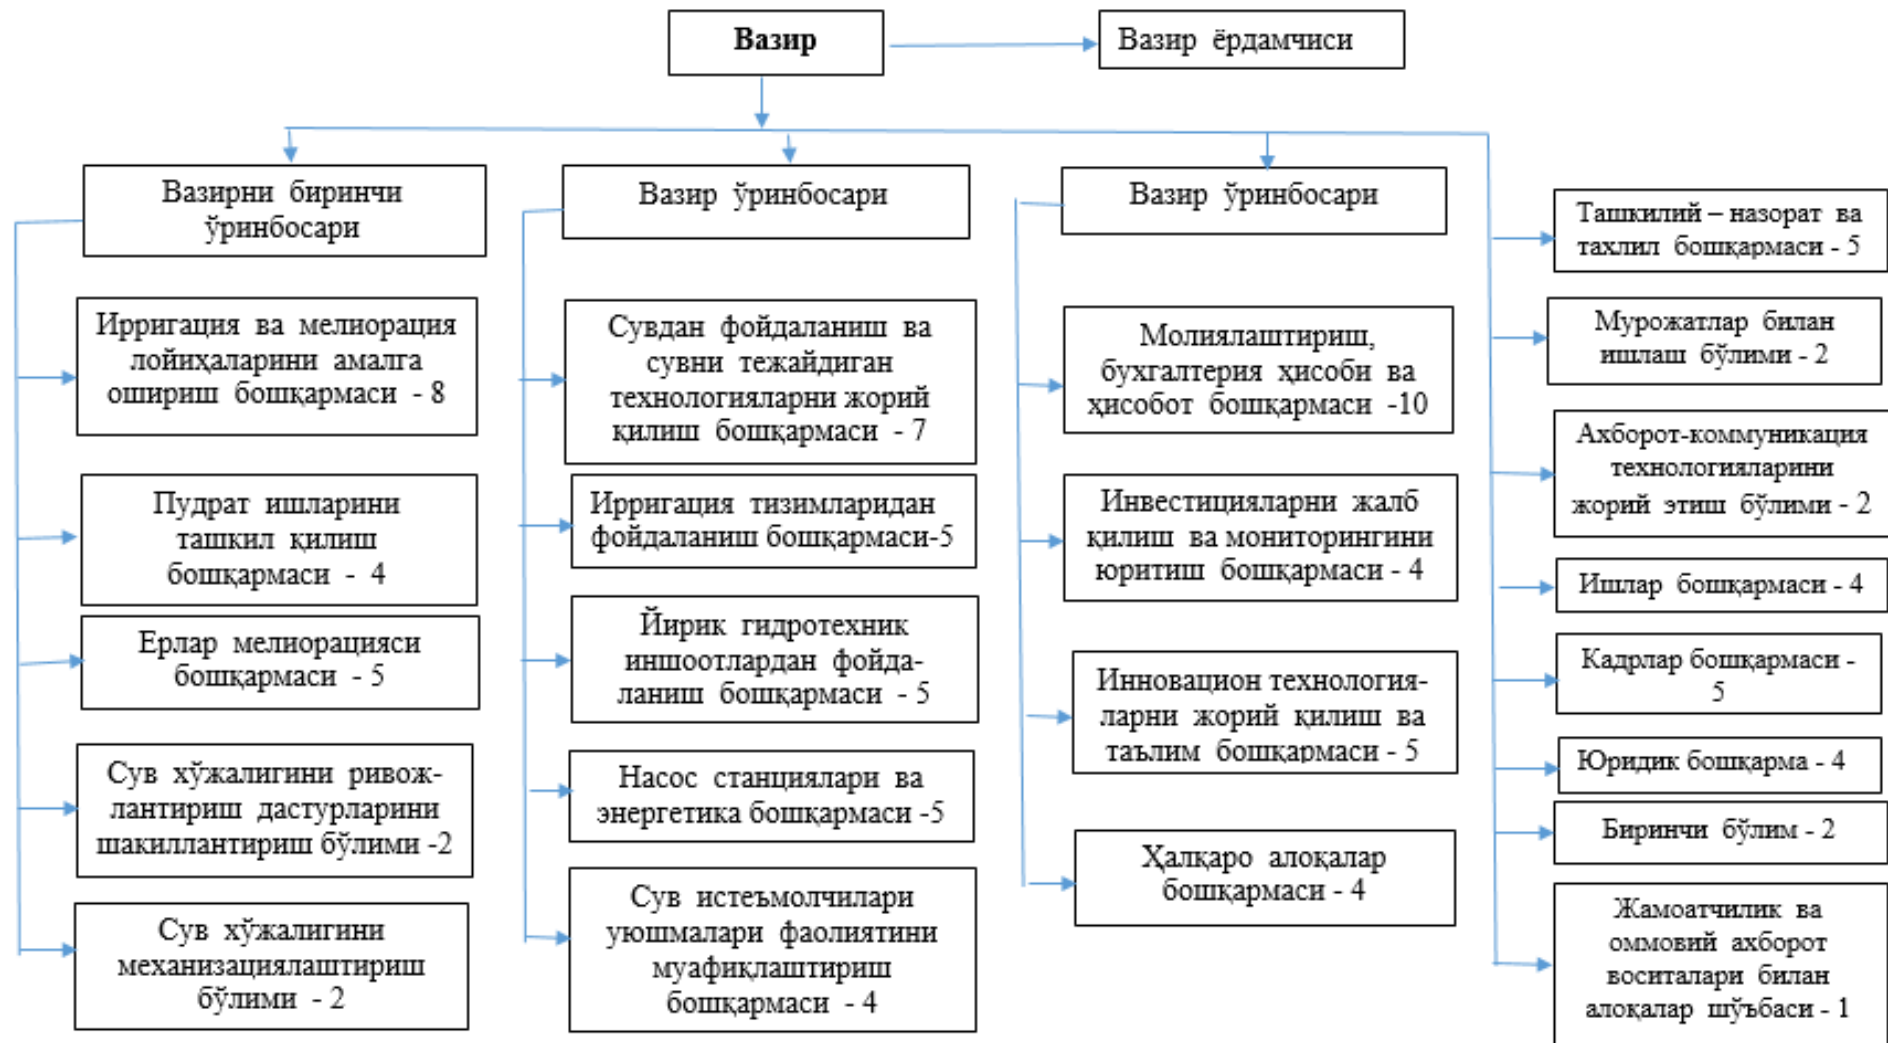 Вазир
Вазир ёрдамчиси
Вазирни биринчи
ўринбосари
Ирригация ва мелиорация
лойиҳаларини амалга
ошириш бошқармаси - 8
Пудрат ишларини
ташкил қилиш
бошқармаси - 4
Ерлар мелиорацияси
бошқармаси - 5
Сув хўжалигини ривож-
лантириш дастурларини
шакиллантириш бўлими -2
Сув хўжалигини
механизациялаштириш
бўлими - 2
Вазир ўринбосари
Сувдан фойдаланиш ва
сувни тежайдиган
технологияларни жорий
қилиш бошқармаси - 7
Ирригация тизимларидан
фойдаланиш бошқармаси-5
Йирик гидротехник
иншоотлардан фойда-
ланиш бошқармаси - 5
Насос станциялари ва
энергетика бошқармаси -5
Сув истеъмолчилари
уюшмалари фаолиятини
муафиқлаштириш
бошқармаси - 4
Вазир ўринбосари
Молиялаштириш,
бухгалтерия ҳисоби ва
ҳисобот бошқармаси -10
Инвестицияларни жалб
қилиш ва мониторингини
юритиш бошқармаси - 4
Инновацион технология-
ларни жорий қилиш ва
таълим бошқармаси - 5
Ҳалқаро алоқалар
бошқармаси - 4
Ташкилий – назорат ва
тахлил бошқармаси - 5
Мурожатлар билан
ишлаш бўлими - 2
Ахборот-коммуникация
технологияларини
жорий этиш бўлими - 2
Ишлар бошқармаси - 4
Кадрлар бошқармаси -
5
Юридик бошқарма - 4
Биринчи бўлим - 2
Жамоатчилик ва
оммовий ахборот
воситалари билан
алоқалар шўъбаси - 1